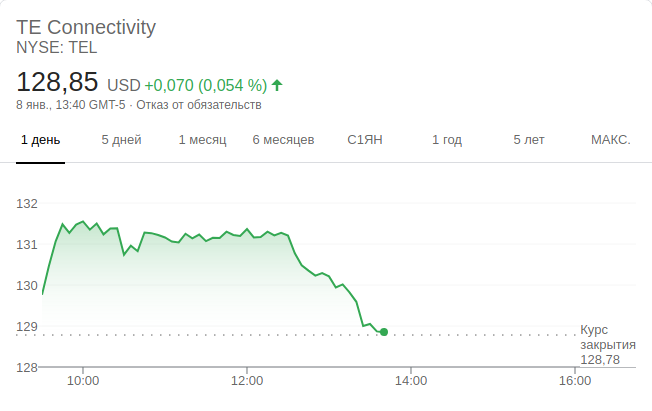 TE Connectivity
NYSE: TEL
128,85 USD +0,070 (0,054 %)
8 янв., 13:40 GMT-5 · Отказ от обязательств
1 день 5 дней 1 месяц 6 месяцев С1ЯН 1 год 5 лет МАКС.
132
131
130
129
128
Курс
закрытия
128,78
10:00 12:00 14:00 16:00